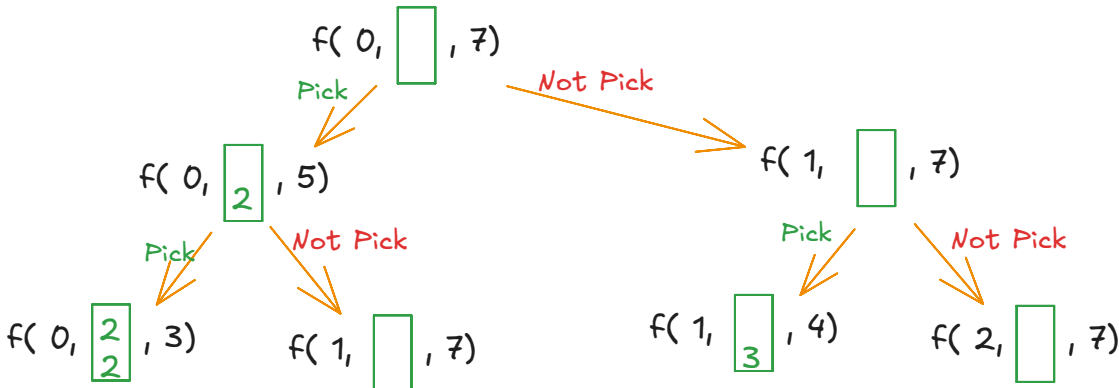 f( 0, , 7)
Pick
Not Pick
f( 0, 2 , 5)
f( 1, , 7)
Pick
Not Pick
Pick
Not Pick
f( 0, 2 2 , 3)
f( 1, , 7)
f( 1, 3 , 4)
f( 2, , 7)